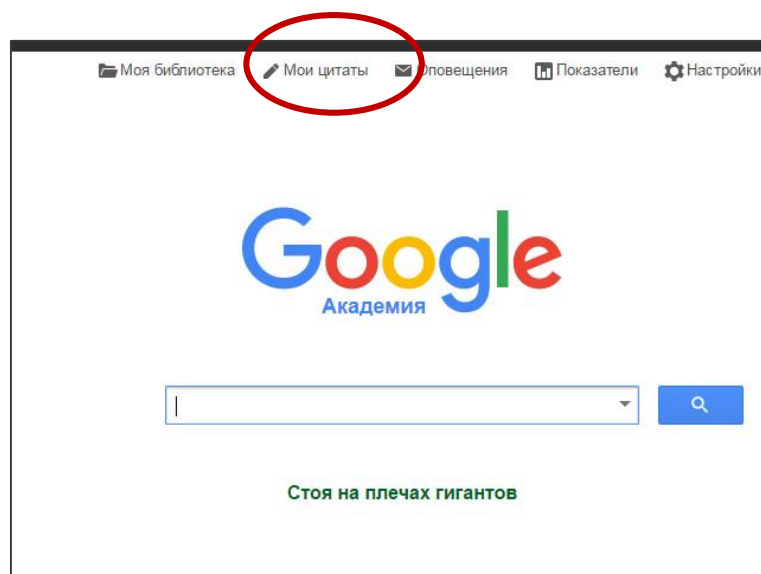 Моя библиотека Мои цитаты Оповещения Показатели Настройки
Google
Академия
Стоя на плечах гигантов